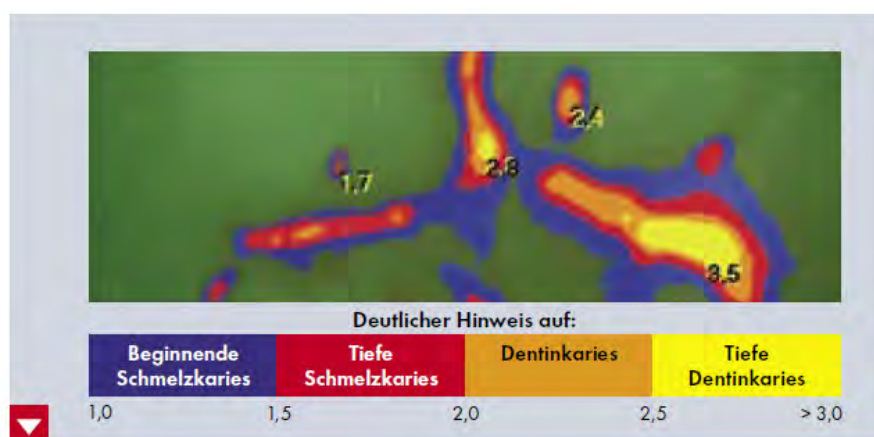 2,4
1,7
2,8
3,5
Deutlicher Hinweis auf:
Beginnende Schmelzkaries
Tiefe Schmelzkaries
Dentinkaries
Tiefe Dentinkaries
1,0 1,5 2,0 2,5 > 3,0